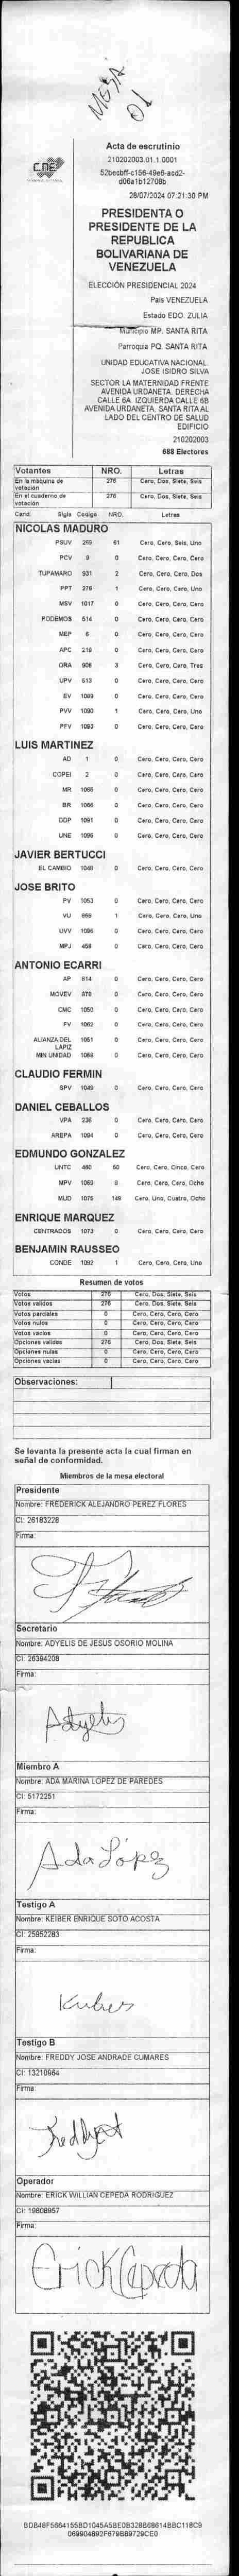 MESA
01
CNE
Acta de escrutinio
210202003.01.1.0001
28/07/2024 07:21:30 PM
PRESIDENTA O
PRESIDENTE DE LA
REPUBLICA
BOLIVARIANA DE
VENEZUELA
ELECCIÓN PRESIDENCIAL 2024
País VENEZUELA
Estado EDO. ZULIA
Municipio MP. SANTA RITA
Parroquia PQ. SANTA RITA
UNIDAD EDUCATIVA NACIONAL
JOSE ISIDRO SILVA
SECTOR LA MATERNIDAD FRENTE
AVENIDA URDANETA. DERECHA
CALLE 6A. IZQUIERDA CALLE 6B
AVENIDA URDANETA, SANTA RITA AL
LADO DEL CENTRO DE SALUD
EDIFICIO
210202003
688 Electores
Votantes NRO. Letras
En la máquina de votación 276 Cero, Dos, Siete, Seis
En el cuaderno de votación 276 Cero, Dos, Siete, Seis
Cand Sigla Codigo NRO. Letras
NICOLAS MADURO
PSUV 61 Cero, Cero, Seis, Uno
PCV 0 Cero, Cero, Cero, Cero
TUPAMARO 931 2 Cero, Cero, Cero, Dos
PPT 1 Cero, Cero, Cero, Uno
MSV 1017 0 Cero, Cero, Cero, Cero
PODEMOS 514 0 Cero, Cero, Cero, Cero
MEP 6 0 Cero, Cero, Cero, Cero
APC 219 0 Cero, Cero, Cero, Cero
ORA 906 3 Cero, Cero, Cero, Tres
UPV 613 0 Cero, Cero, Cero, Cero
EV 1089 0 Cero, Cero, Cero, Cero
PVV 1090 1 Cero, Cero, Cero, Uno
PFV 1093 0 Cero, Cero, Cero, Cero
LUIS MARTINEZ
AD 1 0 Cero, Cero, Cero, Cero
COPEI 2 0 Cero, Cero, Cero, Cero
MR 1065 0 Cero, Cero, Cero, Cero
BR 1066 0 Cero, Cero, Cero, Cero
DDP 1091 0 Cero, Cero, Cero, Cero
UNE 1095 0 Cero, Cero, Cero, Cero
JAVIER BERTUCCI
EL CAMBIO 1048 0 Cero, Cero, Cero, Cero
JOSE BRITO
PV 1053 0 Cero, Cero, Cero, Cero
VU 868 1 Cero, Cero, Cero, Uno
UVV 1096 0 Cero, Cero, Cero, Cero
MPJ 458 0 Cero, Cero, Cero, Cero
ANTONIO ECARRI
AP 814 0 Cero, Cero, Cero, Cero
MOVEV 0 Cero, Cero, Cero, Cero
CMC 1050 0 Cero, Cero, Cero, Cero
FV 1062 0 Cero, Cero, Cero, Cero
ALIANZA DEL LAPIZ 1051 0 Cero, Cero, Cero, Cero
MIN UNIDAD 0 Cero, Cero, Cero, Cero
CLAUDIO FERMIN
SPV 1049 0 Cero, Cero, Cero, Cero
DANIEL CEBALLOS
VPA 236 0 Cero, Cero, Cero, Cero
AREPA 1094 0 Cero, Cero, Cero, Cero
EDMUNDO GONZALEZ
UNTC 50 Cero, Cero, Cinco, Cero
MPV 1069 8 Cero, Cero, Cero, Ocho
MUD 1075 148 Cero, Uno, Cuatro, Ocho
ENRIQUE MARQUEZ
CENTRADOS 1073 0 Cero, Cero, Cero, Cero
BENJAMIN RAUSSEO
CONDE 1092 1 Cero, Cero, Cero, Uno
Resumen de votos
Votos 276 Cero, Dos, Siete, Seis
Votos validos 276 Cero, Dos, Siete, Seis
Votos parciales 0 Cero, Cero, Cero, Cero
Votos nulos 0 Cero, Cero, Cero, Cero
Votos vacios 0 Cero, Cero, Cero, Cero
Opciones validas 276 Cero, Dos, Siete, Seis
Opciones nulas 0 Cero, Cero, Cero, Cero
Opciones vacias 0 Cero, Cero, Cero, Cero
Observaciones:
Se levanta la presente acta la cual firman en
señal de conformidad.
Miembros de la mesa electoral
Presidente
Nombre: FREDERICK ALEJANDRO PEREZ FLORES
CI: 26183228
Firma:
Secretario
Nombre: ADYELIS DE JESUS OSORIO MOLINA
CI: 26394208
Firma:
Adyelis
Miembro A
Nombre: ADA MARINA LOPEZ DE PAREDES
CI: 5172251
Firma:
Ada López
Testigo A
Nombre: KEIBER ENRIQUE SOTO ACOSTA
CI: 25952283
Firma:
Testigo B
Nombre: FREDDY JOSE ANDRADE CUMARES
CI: 13210964
Firma:
Operador
Nombre: ERICK WILLIAN CEPEDA RODRIGUEZ
CI: 19808957
Firma:
Erick Cepeda